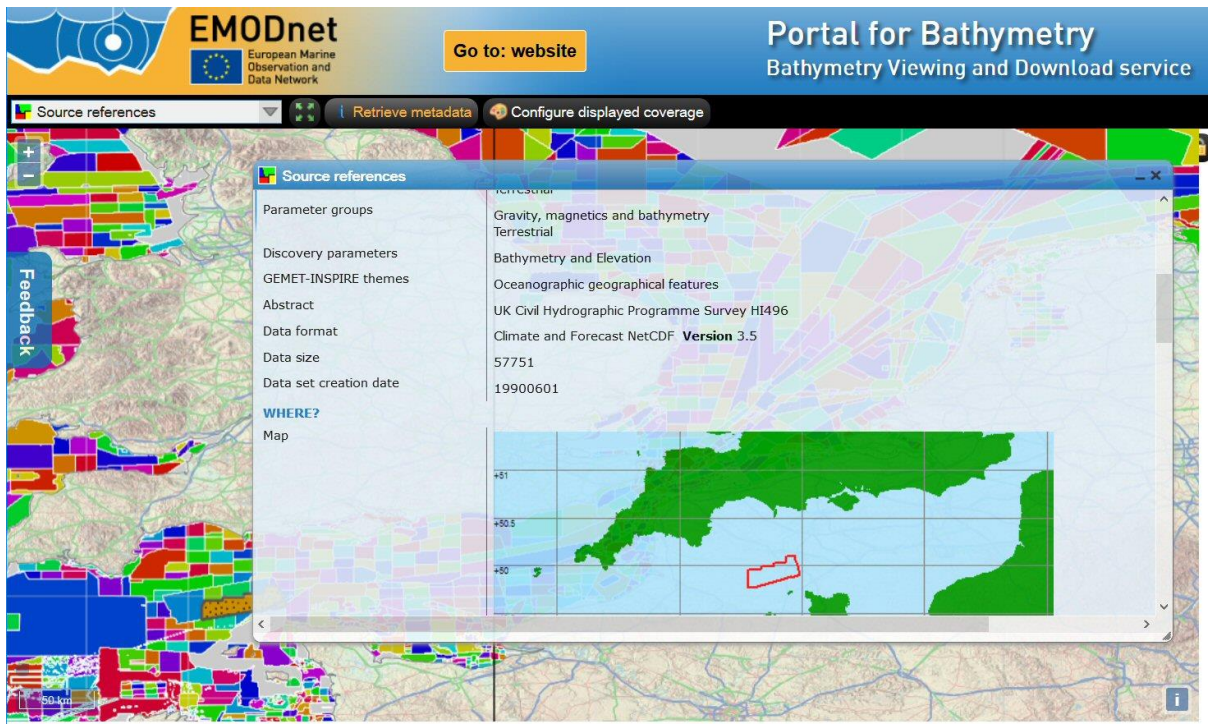 EMODnet
European Marine
Observation and
Data Network
Go to: website
Portal for Bathymetry
Bathymetry Viewing and Download service
Source references
i Retrieve metadata
Configure displayed coverage
+
-
Feedback
Source references
Terrestrial
Parameter groups
Gravity, magnetics and bathymetry
Terrestrial
Discovery parameters
Bathymetry and Elevation
GEMET-INSPIRE themes
Oceanographic geographical features
Abstract
UK Civil Hydrographic Programme Survey HI496
Data format
Climate and Forecast NetCDF Version 3.5
Data size
57751
Data set creation date
19900601
WHERE?
Map
+51
+50.5
+50
50 km
i